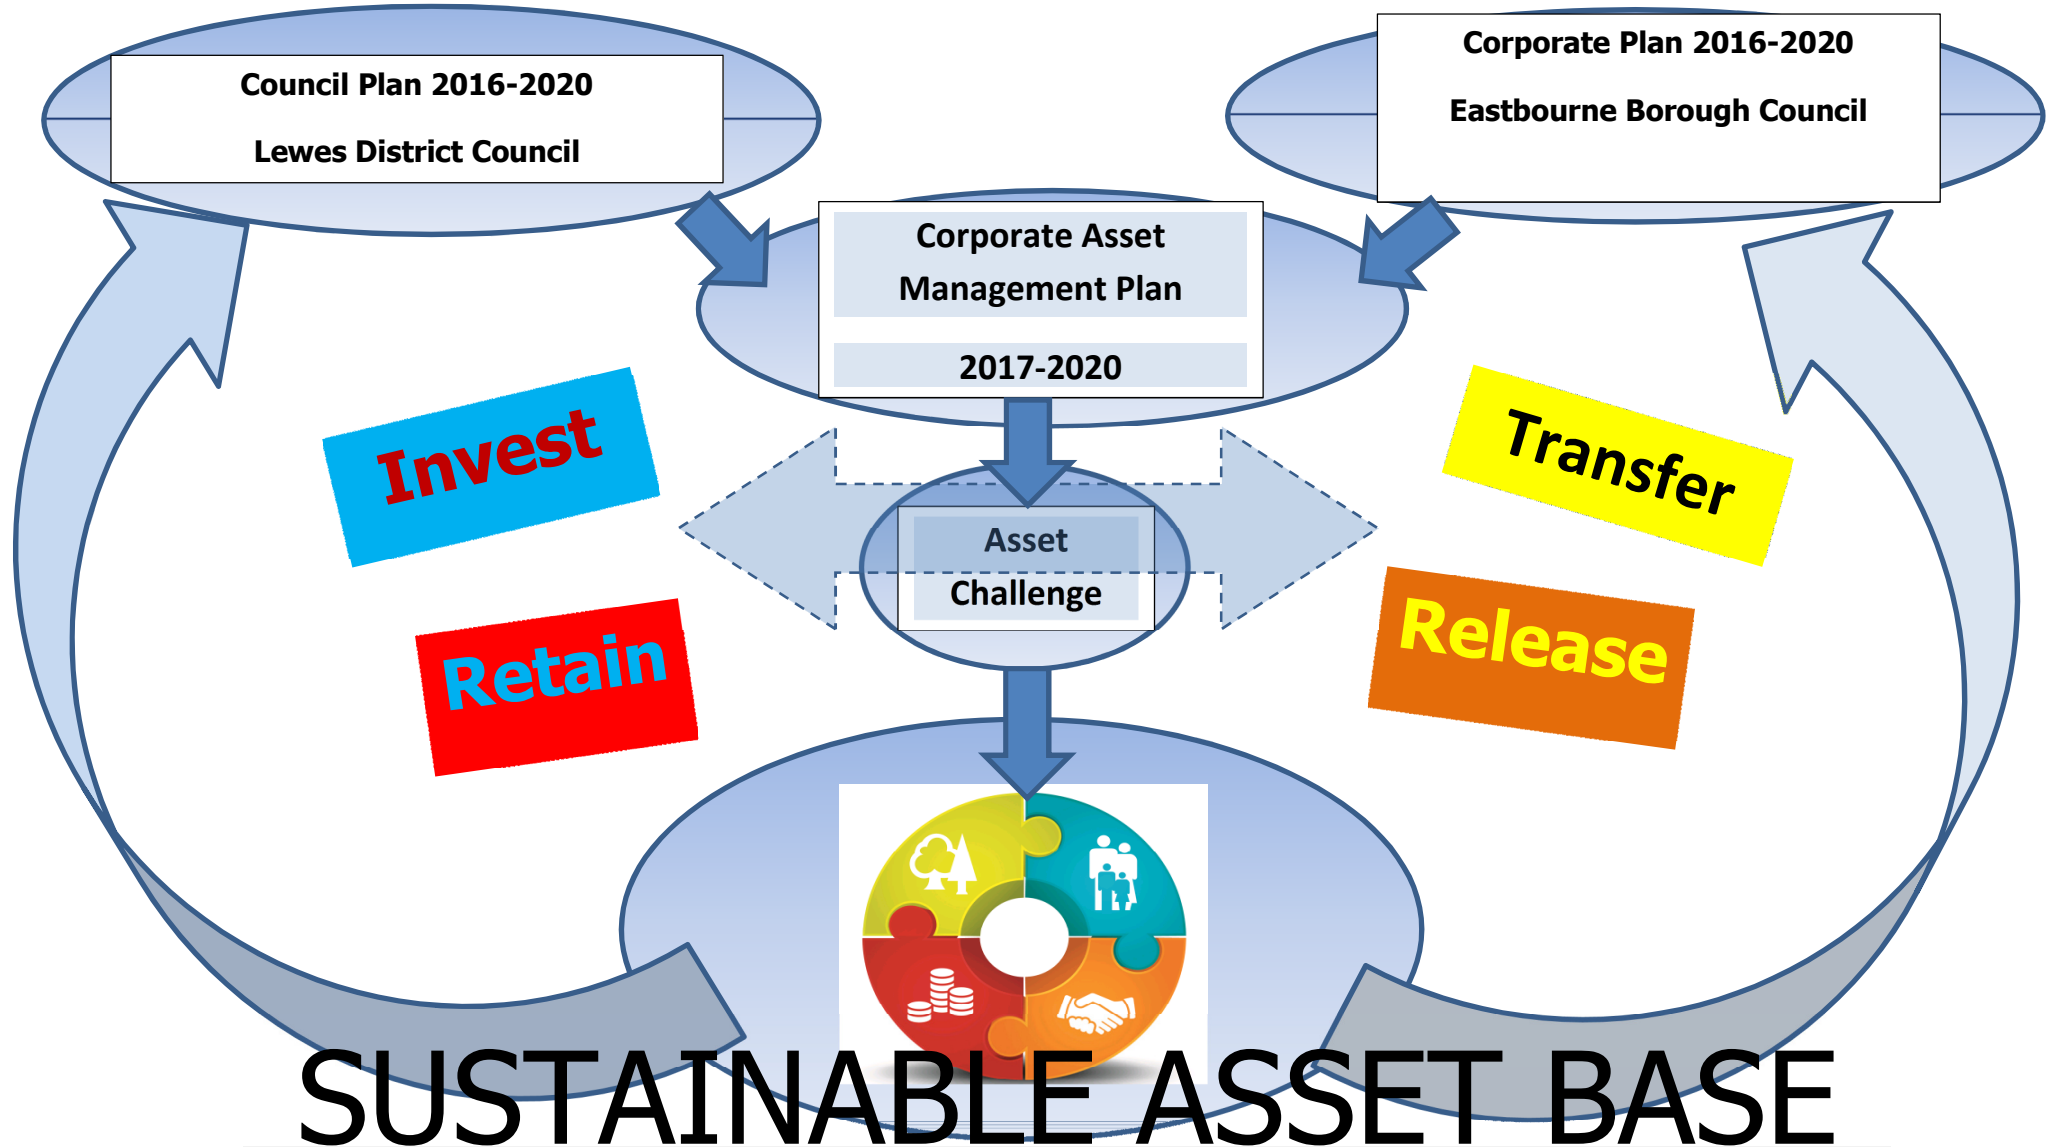 Council Plan 2016-2020
Lewes District Council
Corporate Plan 2016-2020
Eastbourne Borough Council
Corporate Asset
Management Plan
2017-2020
Invest
Transfer
Asset
Challenge
Retain
Release
SUSTAINABLE ASSET BASE